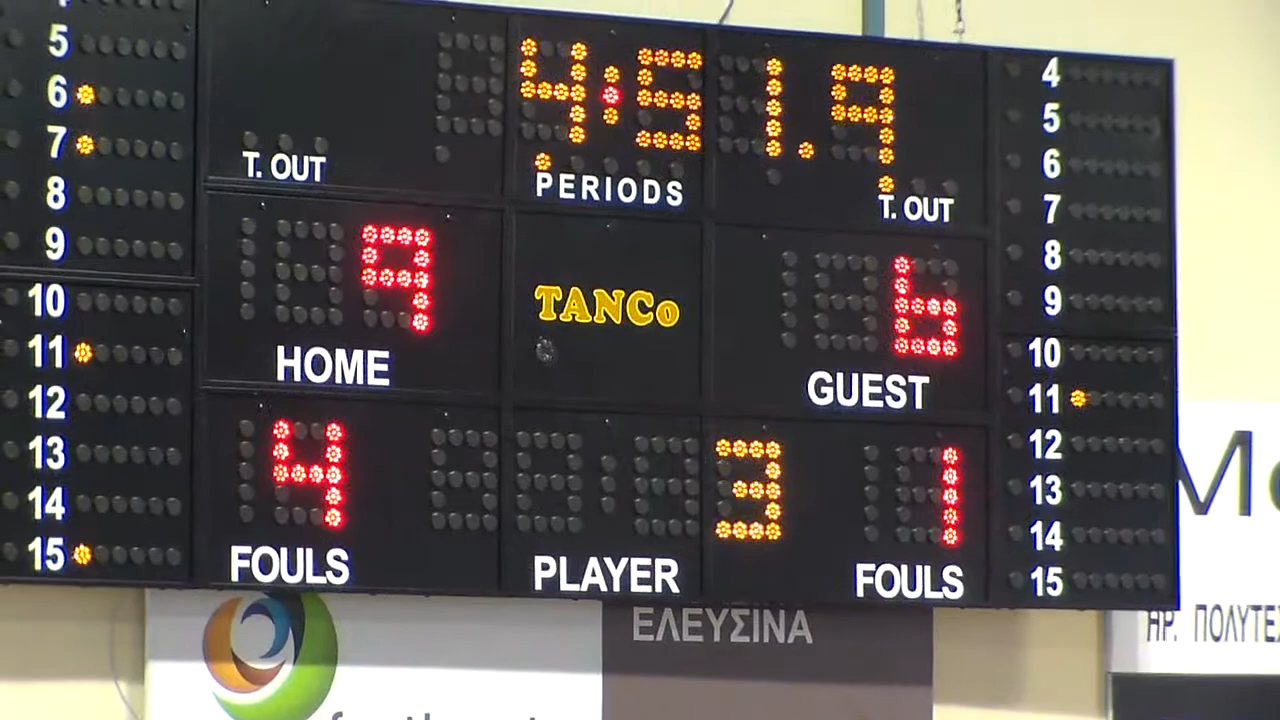 5
6
7
8
9
10
11
12
13
14
15
4:51.9
T. OUT
PERIODS
T. OUT
9
HOME
TANCo
6
GUEST
4
FOULS
PLAYER
3
1
FOULS
4
5
6
7
8
9
10
11
12
13
14
15
ΕΛΕΥΣΙΝΑ